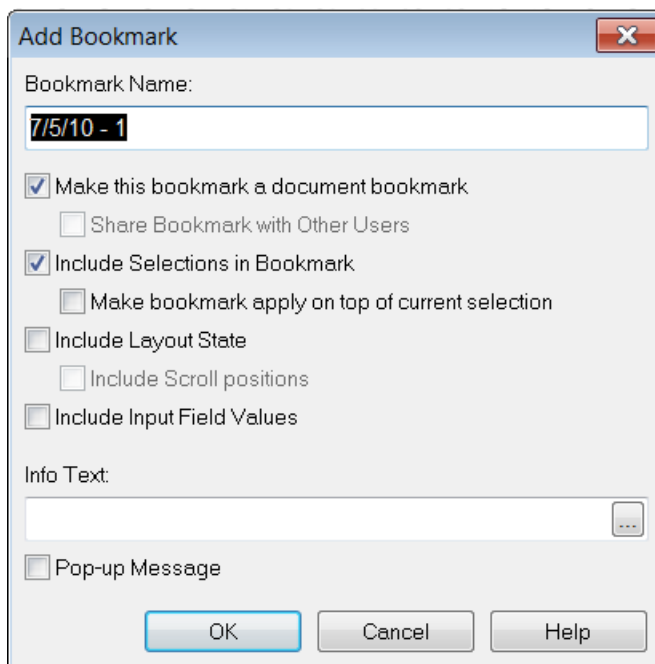 Add Bookmark
Bookmark Name:
7/5/10 - 1
Make this bookmark a document bookmark
Share Bookmark with Other Users
Include Selections in Bookmark
Make bookmark apply on top of current selection
Include Layout State
Include Scroll positions
Include Input Field Values
Info Text:
...
Pop-up Message
OK Cancel Help